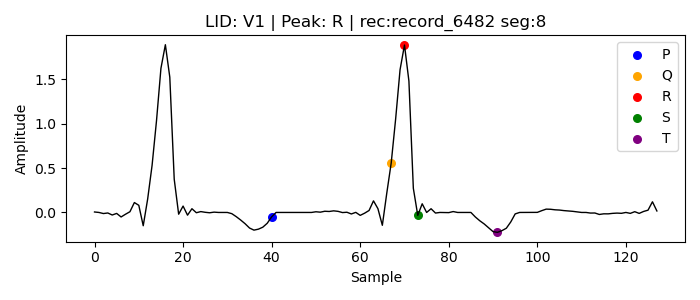 LID: V1 | Peak: R | rec:record_6482 seg:8
Amplitude
1.5
1.0
0.5
0.0
P
Q
R
S
T
0
20
40
60
80
100
120
Sample